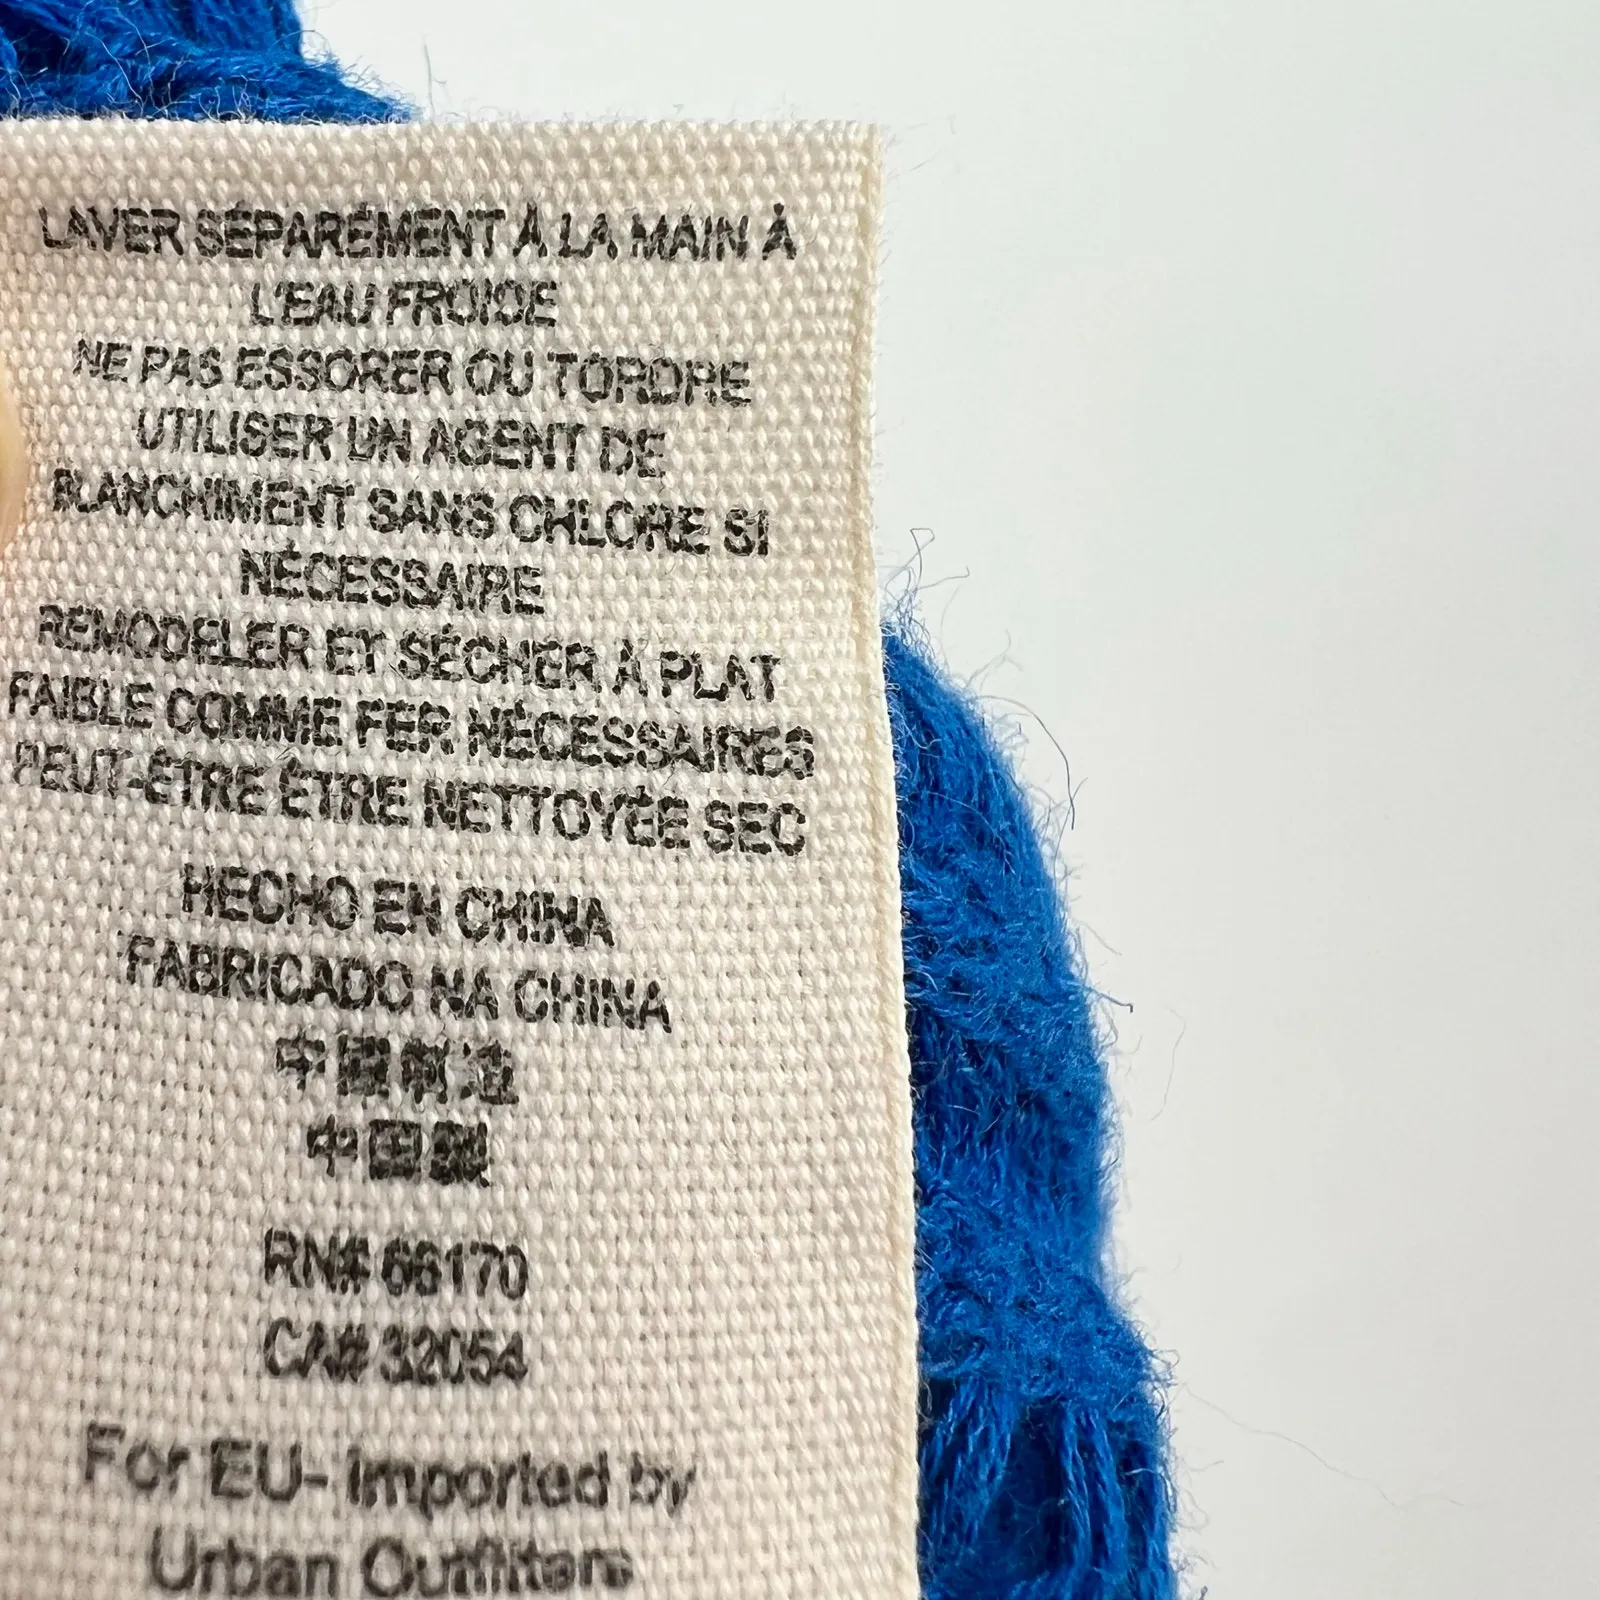 LAVER SÉPARÉMENT À LA MAIN À
L'EAU FROIDE
NE PAS ESSORER OU TORDRE
UTILISER UN AGENT DE
BLANCHIMENT SANS CHLORE SI
NÉCESSAIRE
REMODELER ET SÉCHER À PLAT
FAIBLE COMME FER NÉCESSAIRES
PEUT-ÊTRE ÊTRE NETTOYÉE SEC
HECHO EN CHINA
FABRICADO NA CHINA
中國製造
中国製
RN# 66170
CA# 32054
For EU- Imported by
Urban Outfitters